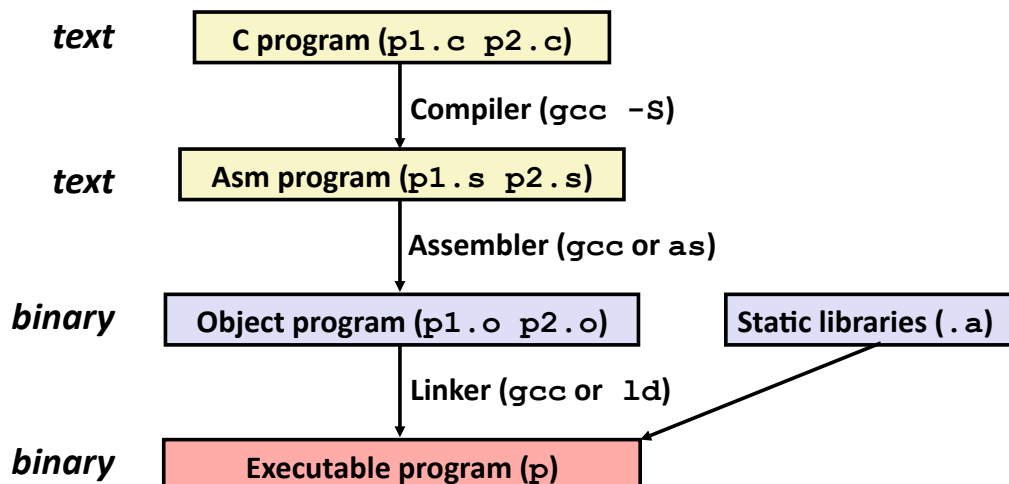 text
C program (p1.c p2.c)
Compiler (gcc –S)
text
Asm program (p1.s p2.s)
Assembler (gcc or as)
binary
Object program (p1.o p2.o)
Static libraries (.a)
Linker (gcc or ld)
binary
Executable program (p)